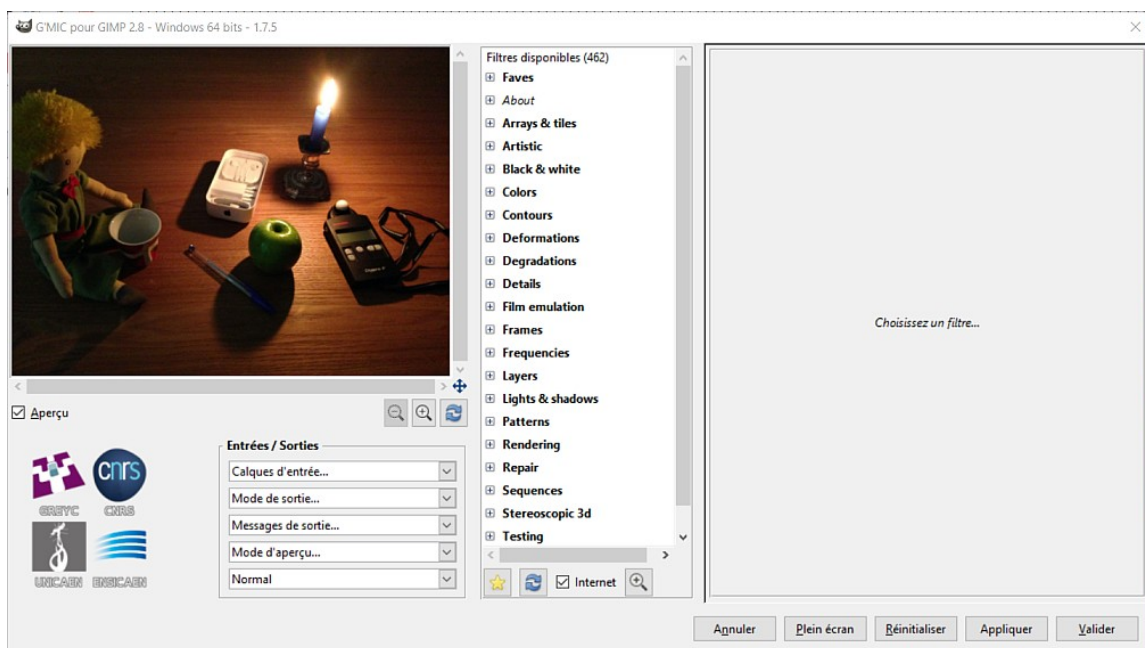 G'MIC pour GIMP 2.8 - Windows 64 bits - 1.7.5
Aperçu
GREYC
cnrs
CNRS
UNICAEN
ENSICAEN
Entrées / Sorties
Calques d'entrée...
Mode de sortie...
Messages de sortie...
Mode d'aperçu...
Normal
Filtres disponibles (462)
Faves
About
Arrays & tiles
Artistic
Black & white
Colors
Contours
Deformations
Degradations
Details
Film emulation
Frames
Frequencies
Layers
Lights & shadows
Patterns
Rendering
Repair
Sequences
Stereoscopic 3d
Testing
Internet
Choisissez un filtre...
Annuler
Plein écran
Réinitialiser
Appliquer
Valider